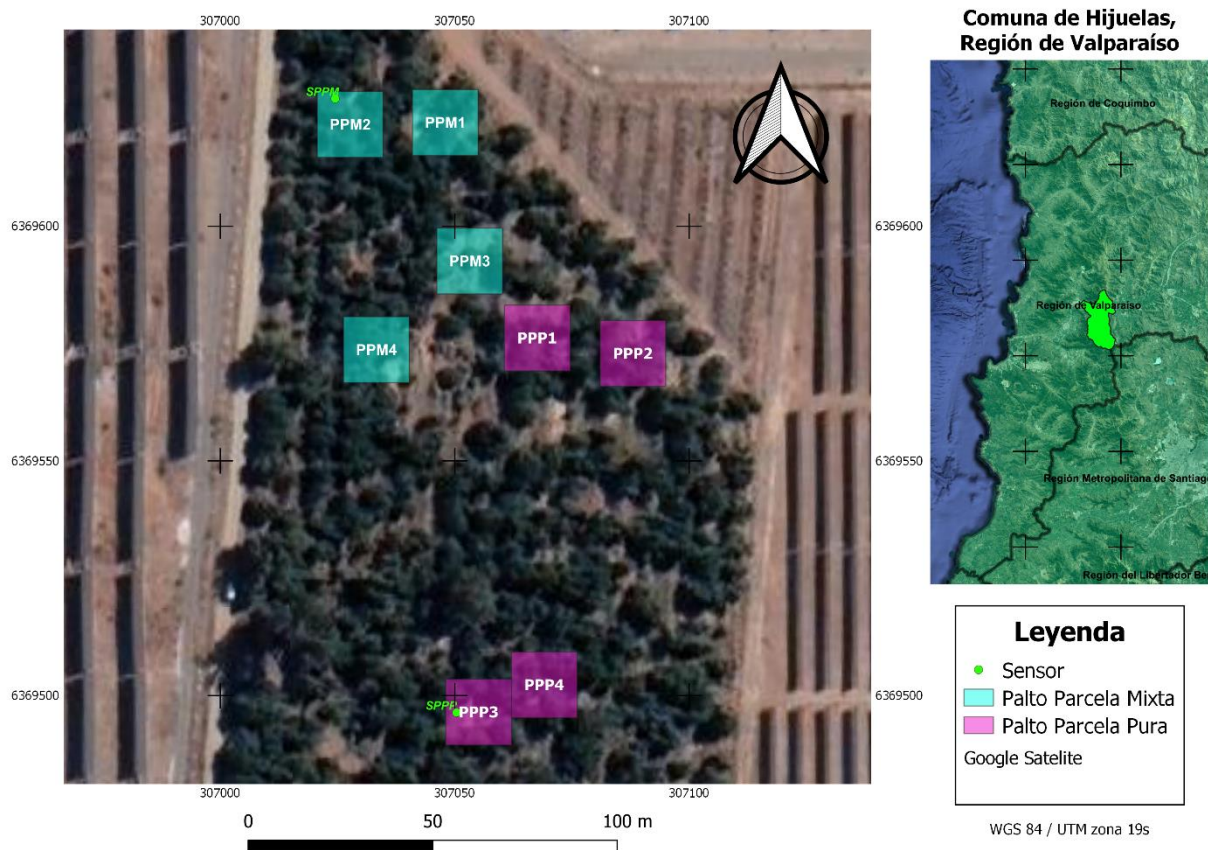 307000 307050 307100
Comuna de Hijuelas,
Región de Valparaíso
Región de Coquimbo
SPPM
PPM2
PPM1
6369600 6369600
PPM3
PPP1
PPP2
PPM4
Región de Valparaíso
6369550 6369550
Región Metropolitana de Santiago
Región del Libertador Be
Leyenda
Sensor
Palto Parcela Mixta
Palto Parcela Pura
Google Satelite
WGS 84 / UTM zona 19s
6369500 6369500
PPP4
SPPP
PPP3
307000 307050 307100
0 50 100 m